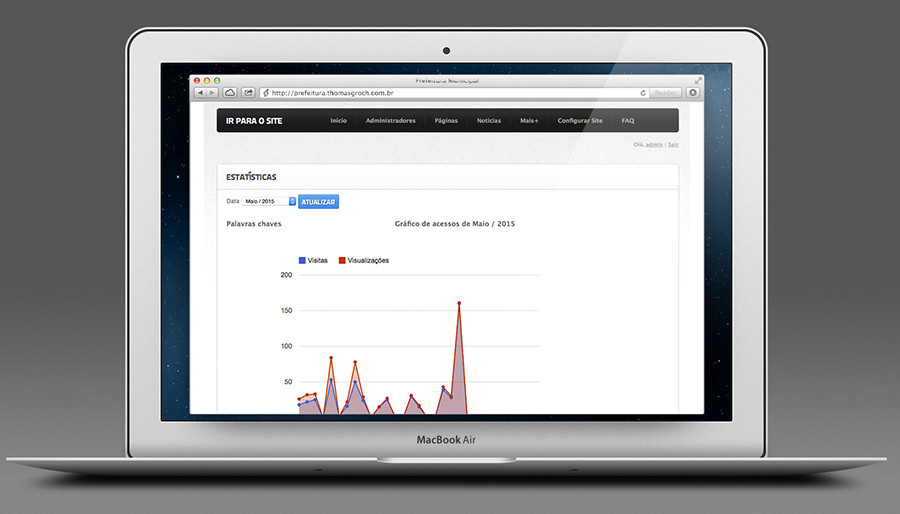 Prefeitura Municipal
http://prefeitura.thomasgroch.com.br
Reader
IR PARA O SITE
Inicio
Administradores
Páginas
Noticias
Mais+
Configurar Site
FAQ
Olá, admin | Sair
ESTATÍSTICAS
Data
Maio / 2015
ATUALIZAR
Palavras chaves
Gráfico de acessos de Maio / 2015
Visitas
Visualizações
200
150
100
50
MacBook Air